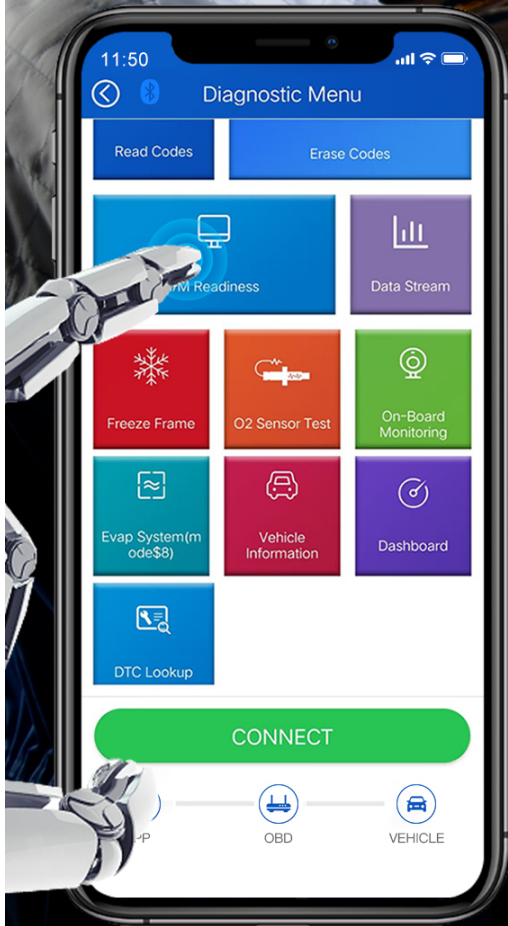 11:50
Diagnostic Menu
Read Codes
Erase Codes
M Readiness
Data Stream
Freeze Frame
O2 Sensor Test
On-Board
Monitoring
Evap System(m
ode$8)
Vehicle
Information
Dashboard
DTC Lookup
CONNECT
PP
OBD
VEHICLE